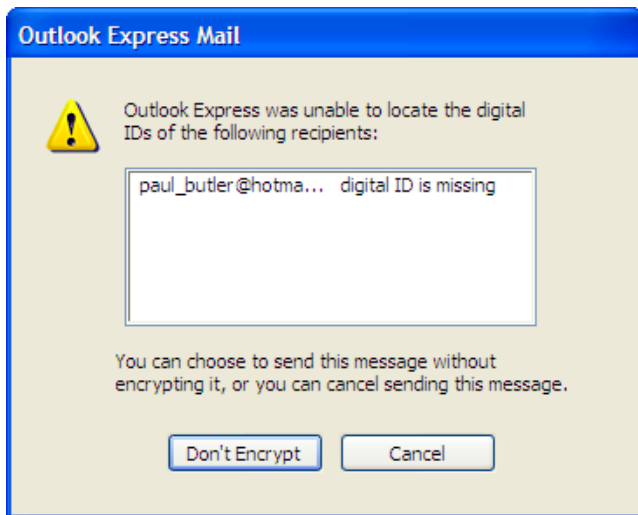 Outlook Express Mail
Outlook Express was unable to locate the digital
IDs of the following recipients:
paul_butler@hotma... digital ID is missing
You can choose to send this message without
encrypting it, or you can cancel sending this message.
Don't Encrypt Cancel